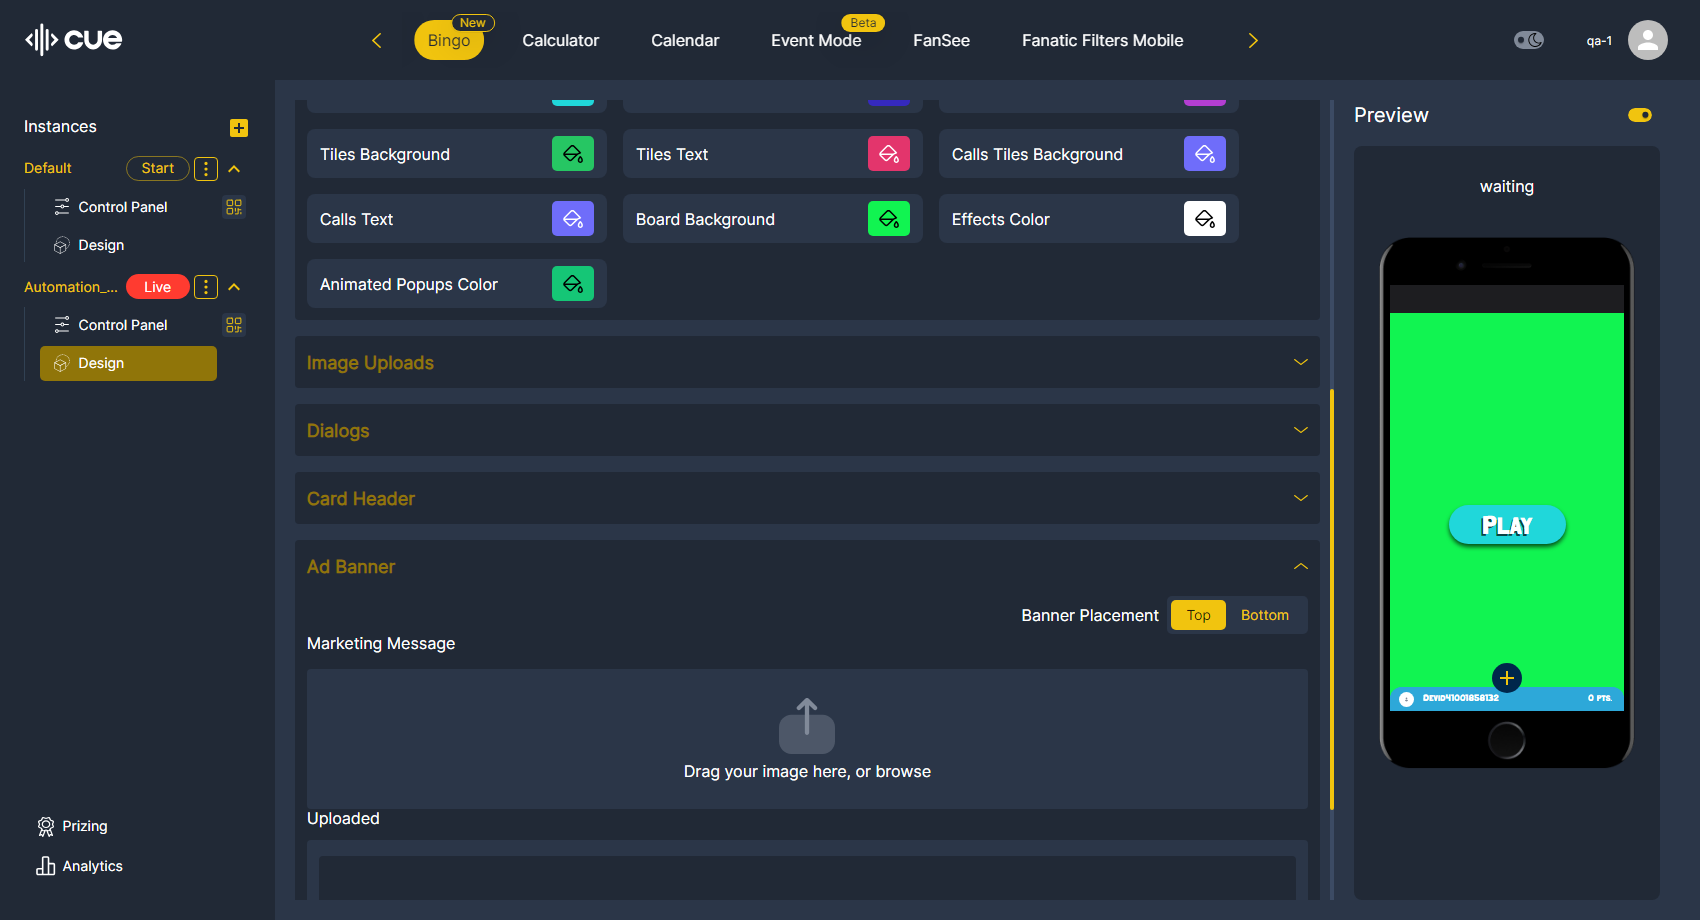 cue
Bingo
New
Calculator
Calendar
Event Mode
Beta
FanSee
Fanatic Filters Mobile
qa-1
Instances
Default
Start
Control Panel
Design
Automation_...
Live
Control Panel
Design
Prizing
Analytics
Tiles Background
Tiles Text
Calls Tiles Background
Calls Text
Board Background
Effects Color
Animated Popups Color
Image Uploads
Dialogs
Card Header
Ad Banner
Banner Placement
Top
Bottom
Marketing Message
Drag your image here, or browse
Uploaded
Preview
waiting
PLAY
0 PTS.